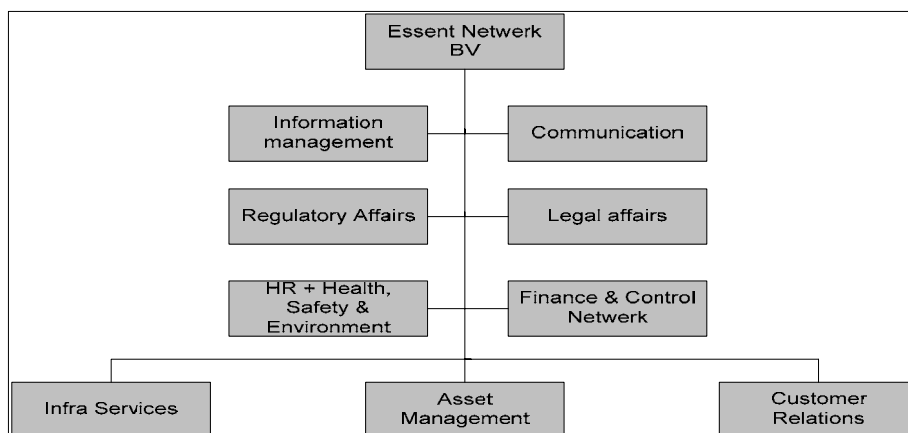 Essent Netwerk
BV
Information
management
Communication
Regulatory Affairs
Legal affairs
HR + Health,
Safety &
Environment
Finance & Control
Netwerk
Infra Services
Asset
Management
Customer
Relations